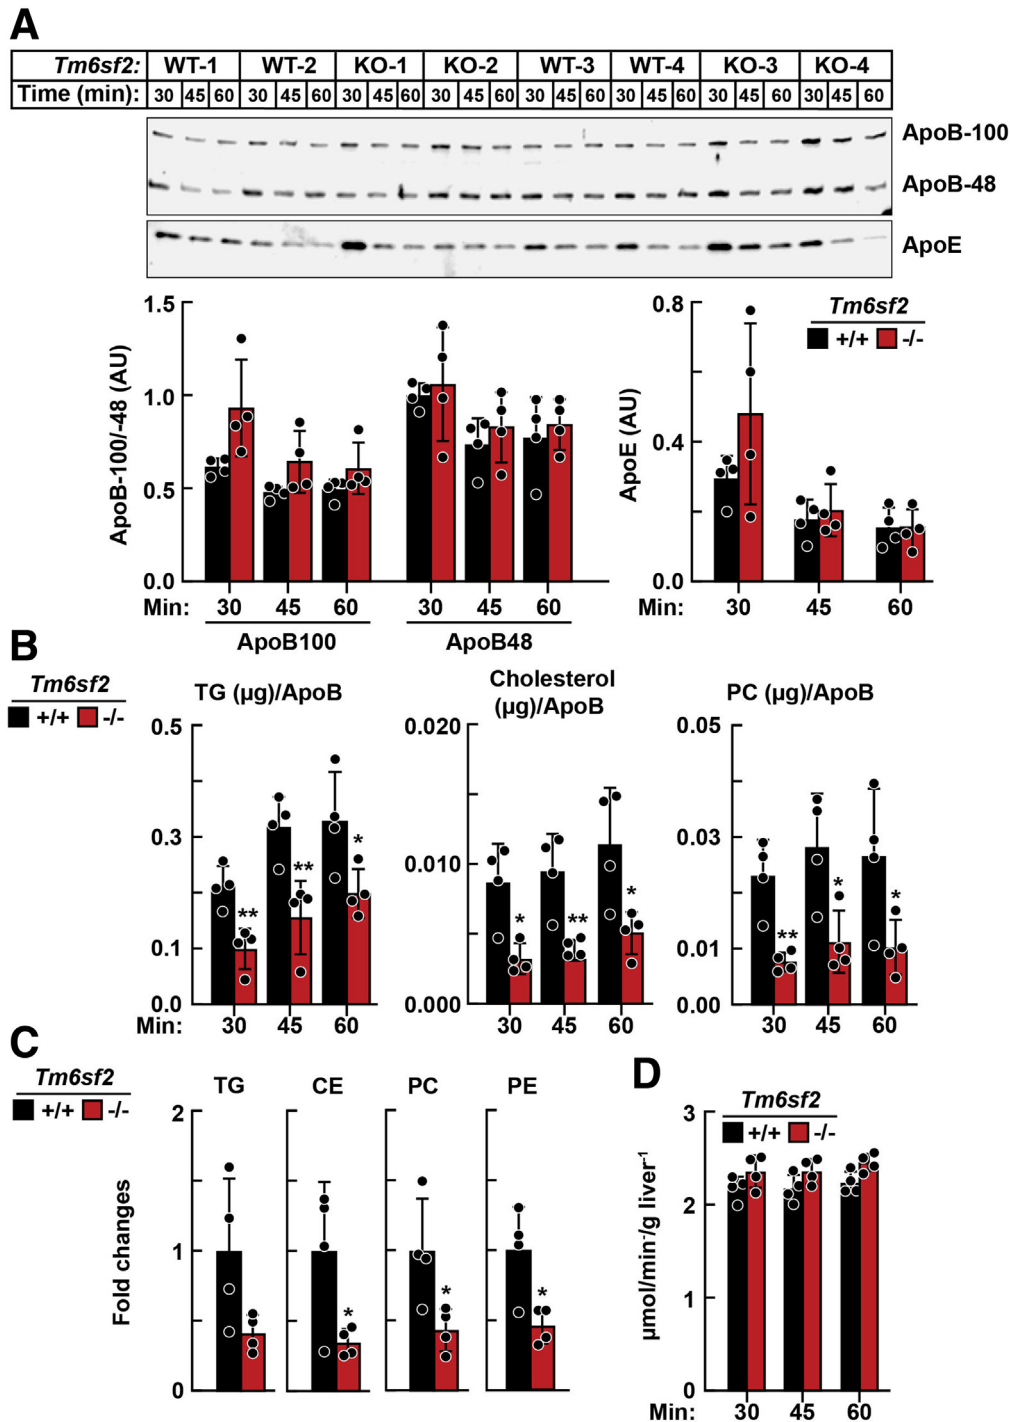 A
Tm6sf2: WT-1 WT-2 KO-1 KO-2 WT-3 WT-4 KO-3 KO-4
Time (min): 30 45 60 30 45 60 30 45 60 30 45 60 30 45 60 30 45 60 30 45 60 30 45 60
ApoB-100
ApoB-48
ApoE
ApoB-100/-48 (AU)
1.5
1.0
0.5
0.0
Min: 30 45 60 30 45 60
ApoB100 ApoB48
ApoE (AU)
0.8
0.4
0.0
Tm6sf2
+/+ -/-
Min: 30 45 60
B
Tm6sf2
+/+ -/-
TG (µg)/ApoB
0.5
0.3
0.1
0.0
** ** *
Min: 30 45 60
Cholesterol
(µg)/ApoB
0.020
0.010
0.000
* ** *
30 45 60
PC (µg)/ApoB
0.05
0.03
0.01
0.00
** * *
30 45 60
C
Tm6sf2
+/+ -/-
Fold changes
2
1
0
TG CE PC PE
* * *
D
Tm6sf2
+/+ -/-
µmol/min⁻/g liver⁻¹
3
2
1
0
Min: 30 45 60